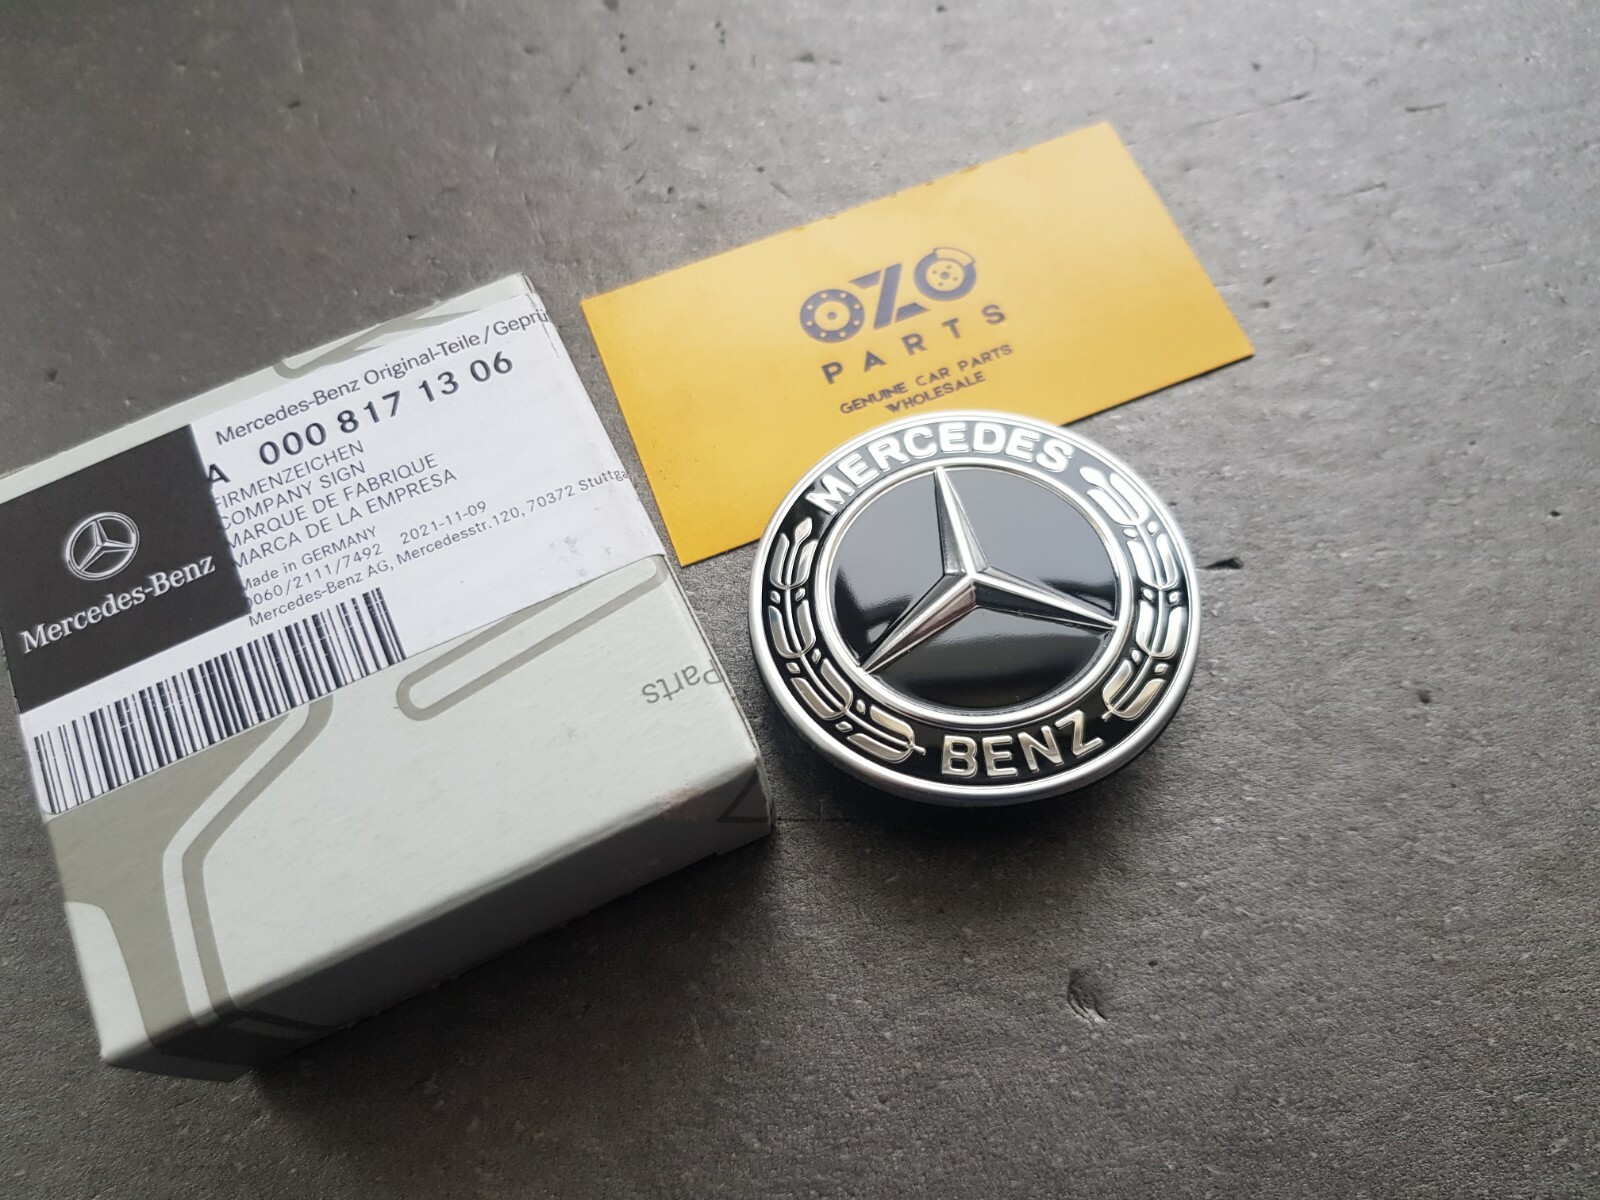 Mercedes-Benz Original-Teile / Geprü
A 000 817 13 06
FIRMENZEICHEN
COMPANY SIGN
MARQUE DE FABRIQUE
MARCA DE LA EMPRESA
Made in GERMANY 2021-11-09
0060/2111/7492
Mercedes-Benz AG, Mercedesstr.120, 70372 Stuttga
Mercedes-Benz
Parts
OZO
PARTS
GENUINE CAR PARTS
WHOLESALE
MERCEDES
BENZ